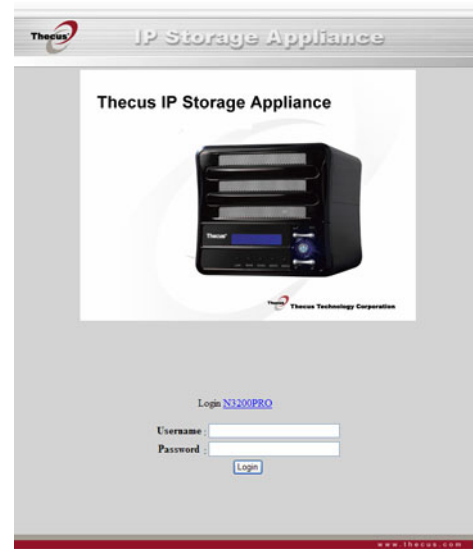 Thecus
IP Storage Appliance
Thecus IP Storage Appliance
Thecus
Thecus Thecus Technology Corporation
Login N3200PRO
Username :
Password :
Login
www.thecus.com